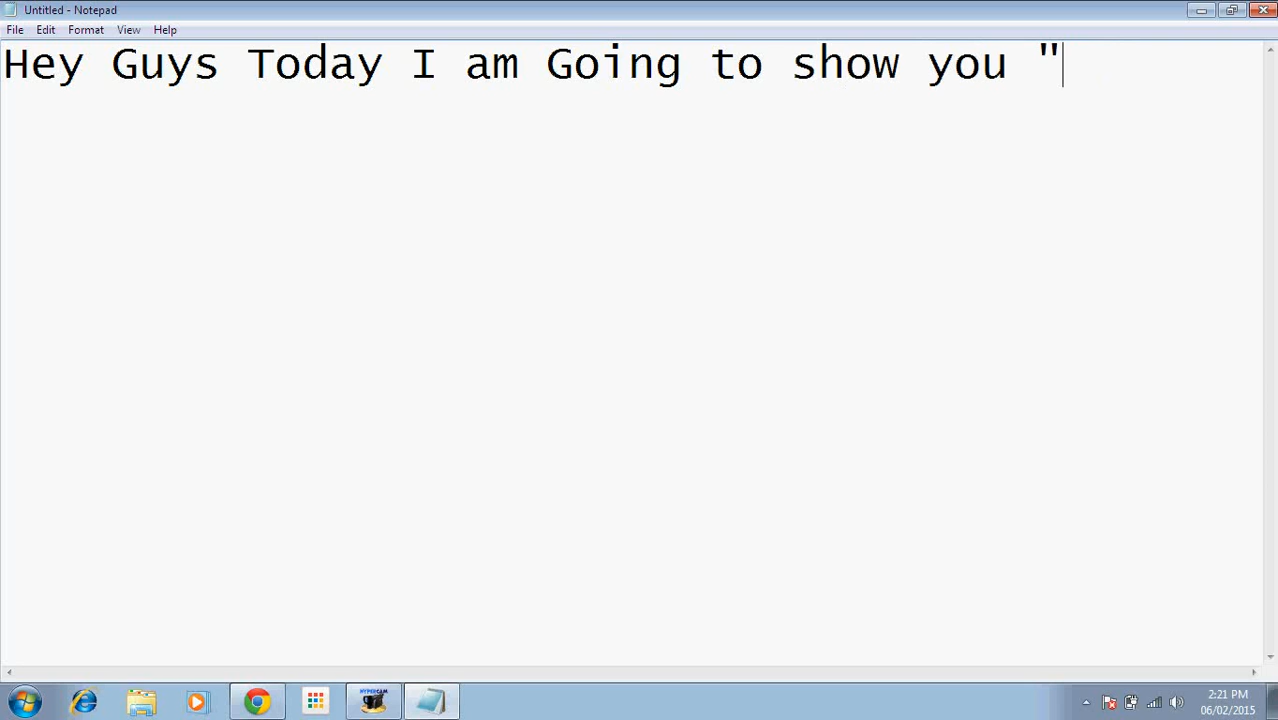 Untitled - Notepad
File Edit Format View Help
Hey Guys Today I am Going to show you "
HYPERCAM
2:21 PM
06/02/2015